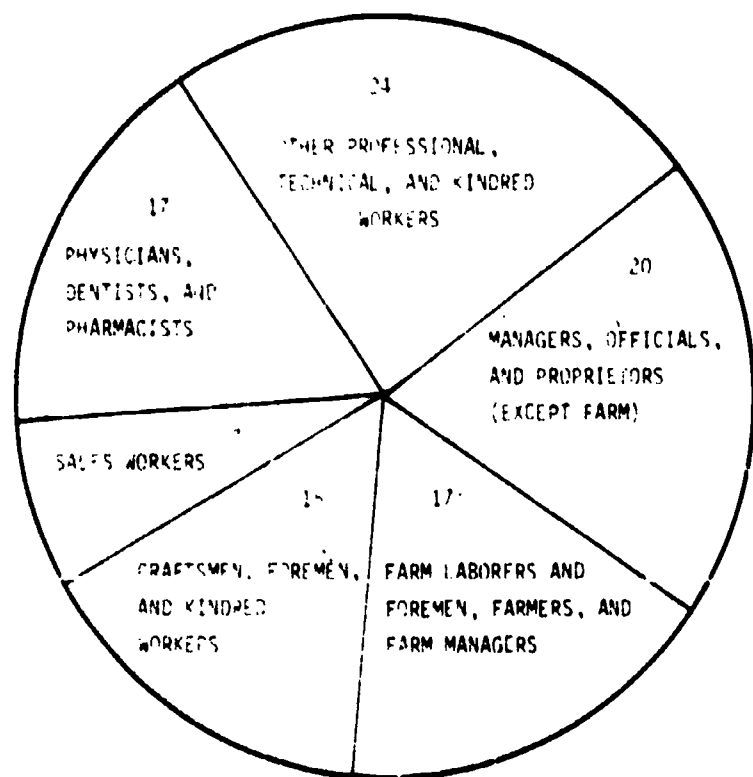 24
OTHER PROFESSIONAL,
TECHNICAL, AND KINDRED
WORKERS
17
PHYSICIANS,
DENTISTS, AND
PHARMACISTS
20
MANAGERS, OFFICIALS,
AND PROPRIETORS
(EXCEPT FARM)
SALES WORKERS
17
CRAFTSMEN, FOREMEN,
AND KINDRED
WORKERS
FARM LABORERS AND
FOREMEN, FARMERS, AND
FARM MANAGERS